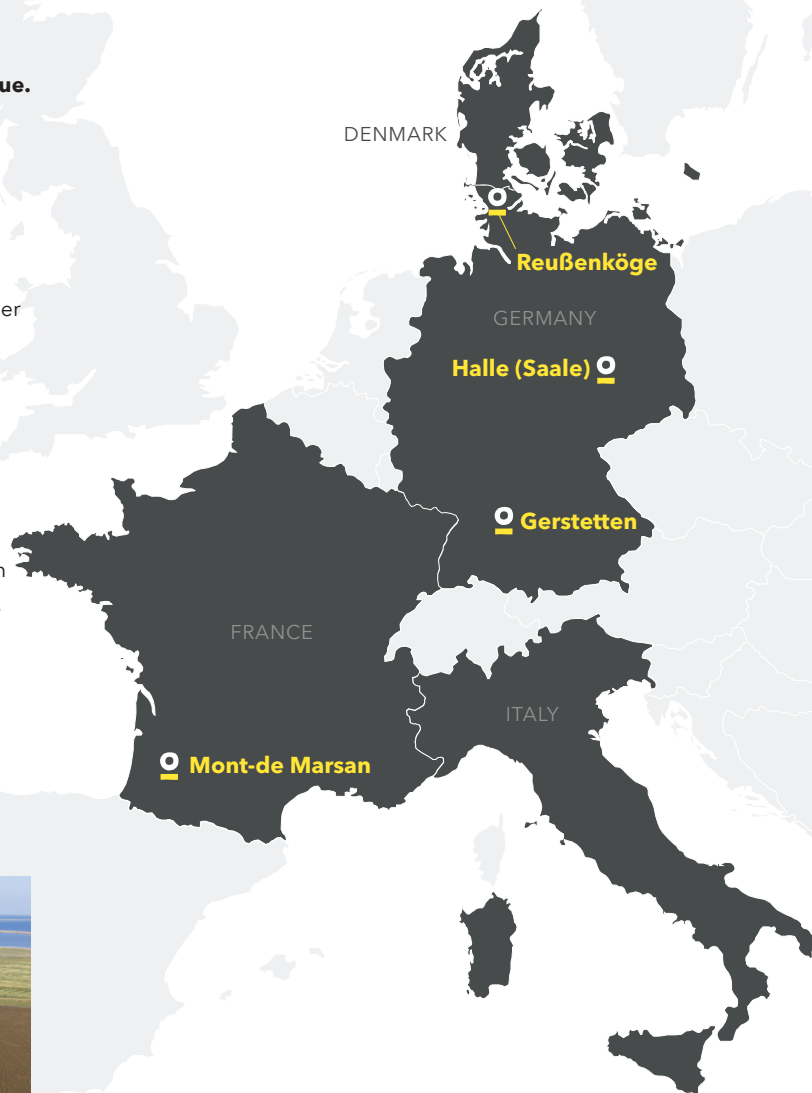 ue.
DENMARK
Reußenköge
er
GERMANY
Halle (Saale)
Gerstetten
n
FRANCE
ITALY
Mont-de Marsan